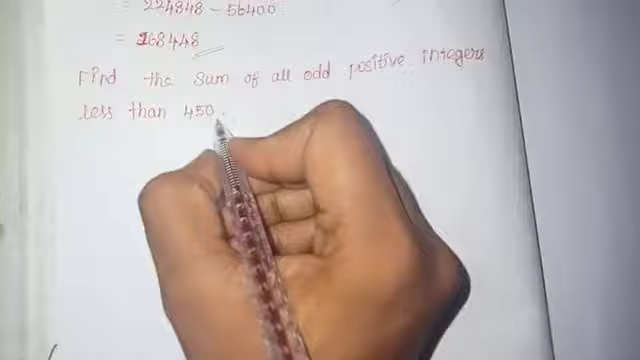 = 224848 - 56400
= 168448
Find the sum of all odd positive integers
less than 450.